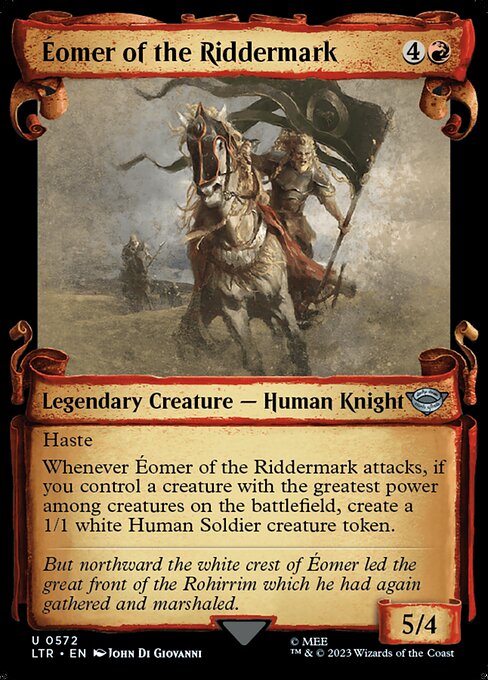 Éomer of the Riddermark 4
Legendary Creature — Human Knight
Haste
Whenever Éomer of the Riddermark attacks, if
you control a creature with the greatest power
among creatures on the battlefield, create a
1/1 white Human Soldier creature token.
But northward the white crest of Éomer led the
great front of the Rohirrim which he had again
gathered and marshaled.
5/4
U 0572
LTR • EN John Di Giovanni
© MEE
™ & © 2023 Wizards of the Coast